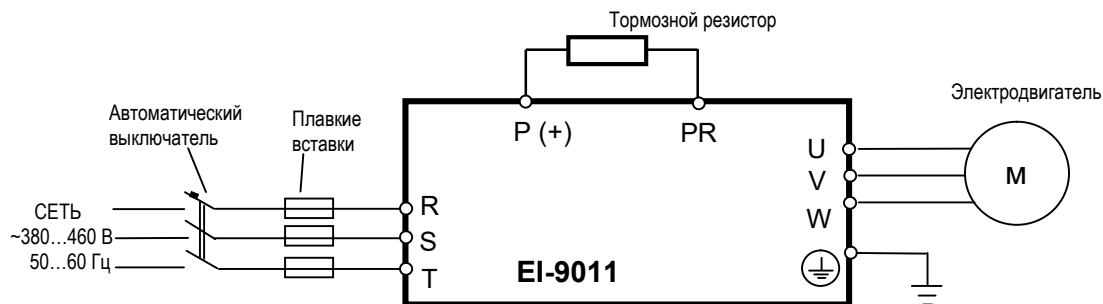 Тормозной резистор
Электродвигатель
Автоматический
выключатель
Плавкие
вставки
P (+)
PR
U
V
W
M
СЕТЬ
~380...460 В
50...60 Гц
R
S
T
EI-9011